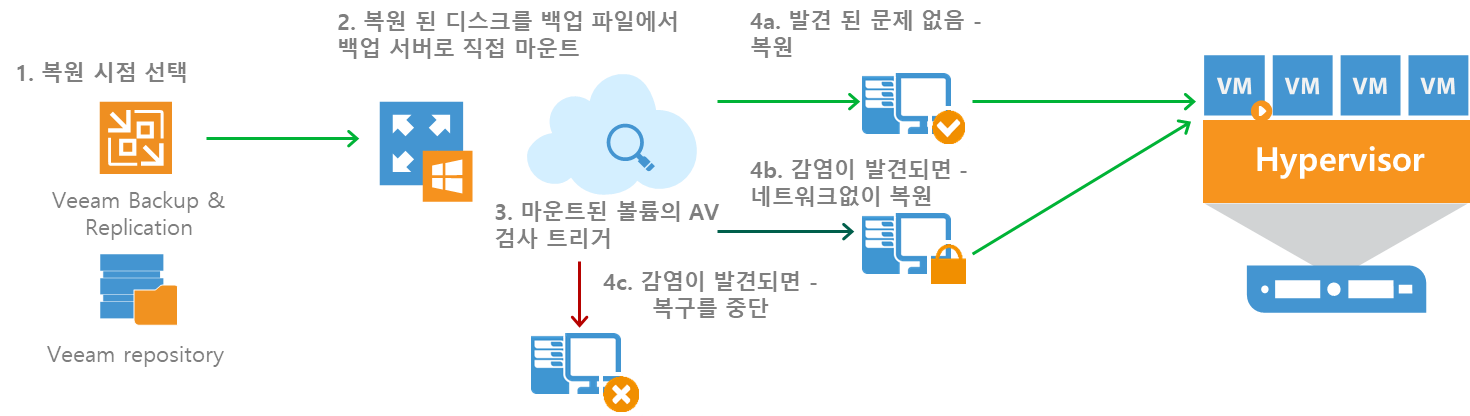 1. 복원 시점 선택
Veeam Backup &
Replication
Veeam repository
2. 복원 된 디스크를 백업 파일에서
백업 서버로 직접 마운트
3. 마운트된 볼륨의 AV
검사 트리거
4a. 발견 된 문제 없음 -
복원
4b. 감염이 발견되면 -
네트워크없이 복원
4c. 감염이 발견되면 -
복구를 중단
VM VM VM VM
Hypervisor